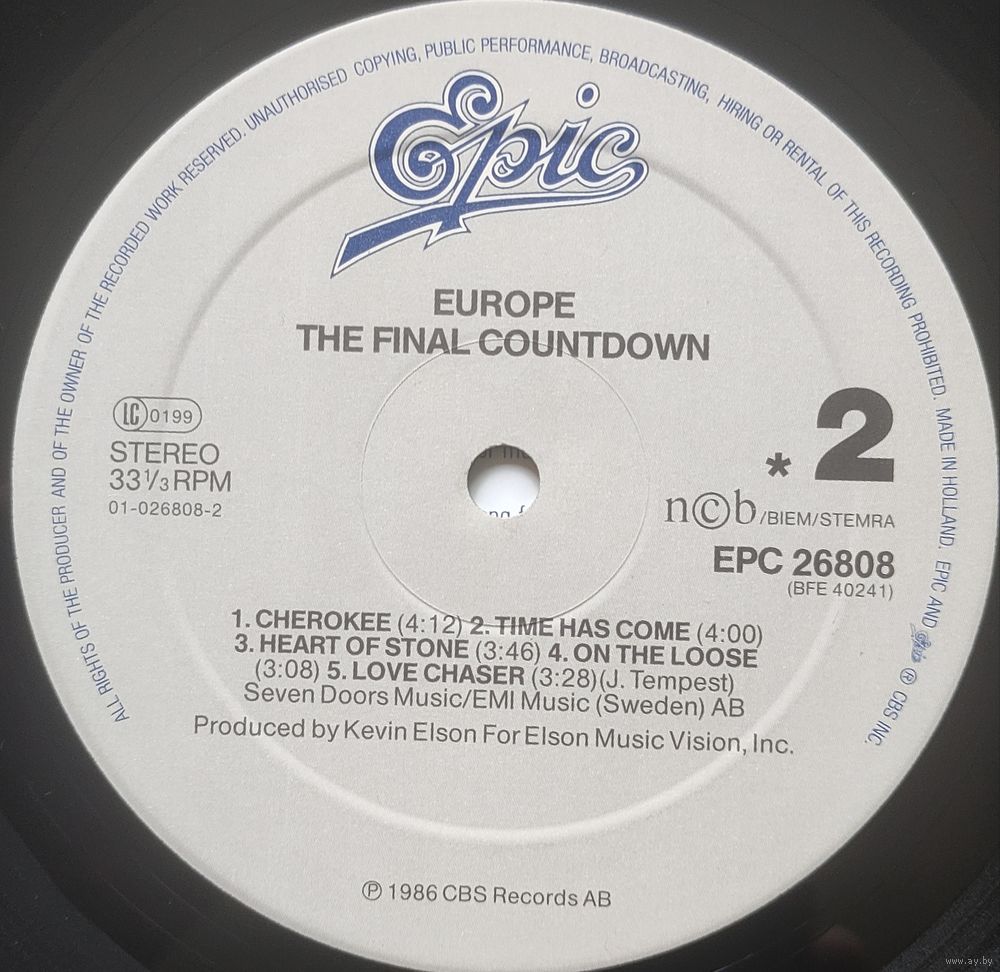 ALL RIGHTS OF THE PRODUCER AND OF THE OWNER OF THE RECORDED WORK RESERVED. UNAUTHORISED COPYING, PUBLIC PERFORMANCE, BROADCASTING, HIRING OR RENTAL OF THIS RECORDING PROHIBITED. MADE IN HOLLAND. EPIC AND Epic ® CBS INC.
Epic
EUROPE
THE FINAL COUNTDOWN
LC 0199
STEREO
33⅓ RPM
01-026808-2
* 2
n©b/BIEM/STEMRA
EPC 26808
(BFE 40241)
1. CHEROKEE (4:12) 2. TIME HAS COME (4:00)
3. HEART OF STONE (3:46) 4. ON THE LOOSE
(3:08) 5. LOVE CHASER (3:28)(J. Tempest)
Seven Doors Music/EMI Music (Sweden) AB
Produced by Kevin Elson For Elson Music Vision, Inc.
℗ 1986 CBS Records AB
www.ay.by